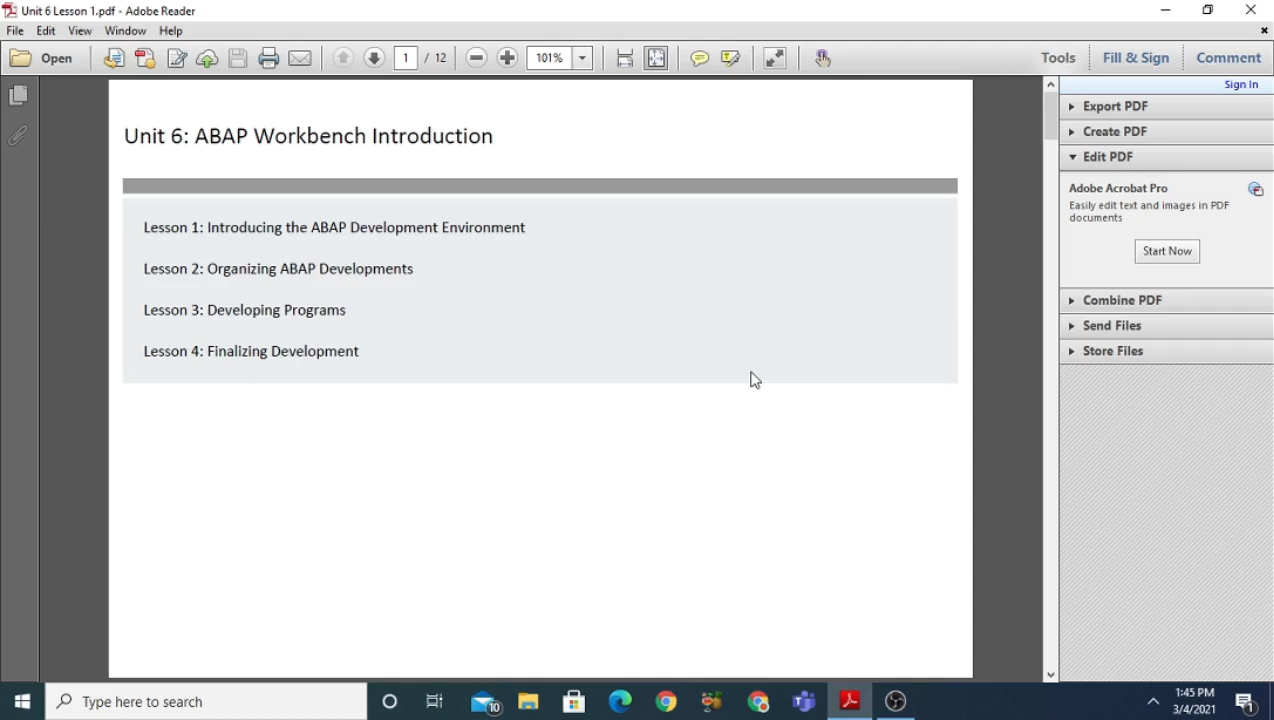 Unit 6 Lesson 1.pdf - Adobe Reader
File Edit View Window Help
Open 1 / 12 101% Tools Fill & Sign Comment
Sign In
Export PDF
Create PDF
Edit PDF
Adobe Acrobat Pro
Easily edit text and images in PDF
documents
Start Now
Combine PDF
Send Files
Store Files
Unit 6: ABAP Workbench Introduction
Lesson 1: Introducing the ABAP Development Environment
Lesson 2: Organizing ABAP Developments
Lesson 3: Developing Programs
Lesson 4: Finalizing Development
Type here to search
10
1:45 PM
3/4/2021
1